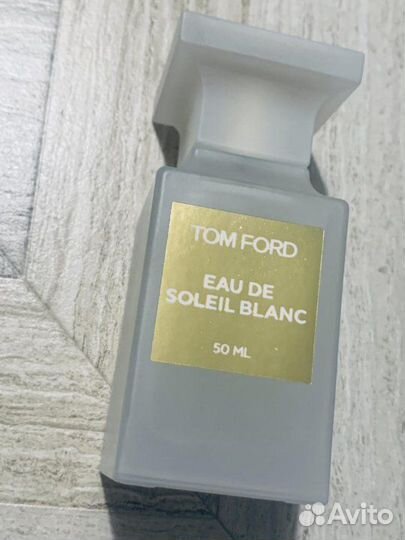 TOM FORD
EAU DE
SOLEIL BLANC
50 ML
Avito